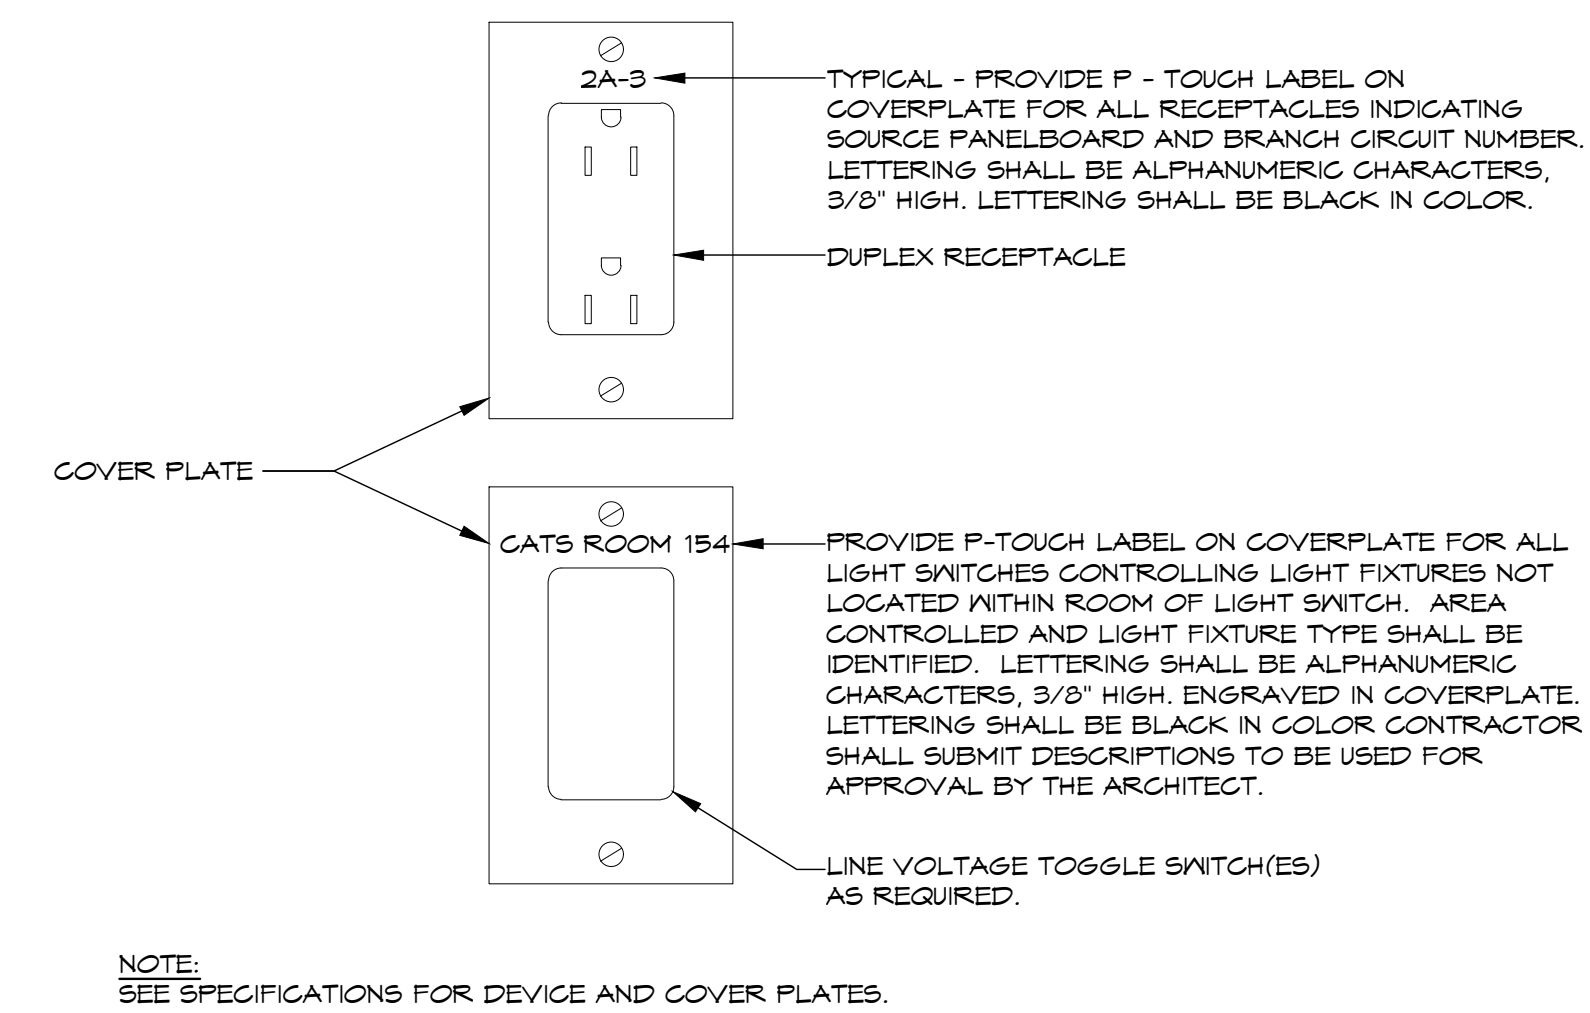 2A-3
TYPICAL - PROVIDE P - TOUCH LABEL ON
COVERPLATE FOR ALL RECEPTACLES INDICATING
SOURCE PANELBOARD AND BRANCH CIRCUIT NUMBER.
LETTERING SHALL BE ALPHANUMERIC CHARACTERS,
3/8" HIGH. LETTERING SHALL BE BLACK IN COLOR.
DUPLEX RECEPTACLE
COVER PLATE
CATS ROOM 154
PROVIDE P-TOUCH LABEL ON COVERPLATE FOR ALL
LIGHT SWITCHES CONTROLLING LIGHT FIXTURES NOT
LOCATED WITHIN ROOM OF LIGHT SWITCH. AREA
CONTROLLED AND LIGHT FIXTURE TYPE SHALL BE
IDENTIFIED. LETTERING SHALL BE ALPHANUMERIC
CHARACTERS, 3/8" HIGH. ENGRAVED IN COVERPLATE.
LETTERING SHALL BE BLACK IN COLOR CONTRACTOR
SHALL SUBMIT DESCRIPTIONS TO BE USED FOR
APPROVAL BY THE ARCHITECT.
LINE VOLTAGE TOGGLE SWITCH(ES)
AS REQUIRED.
NOTE:
SEE SPECIFICATIONS FOR DEVICE AND COVER PLATES.